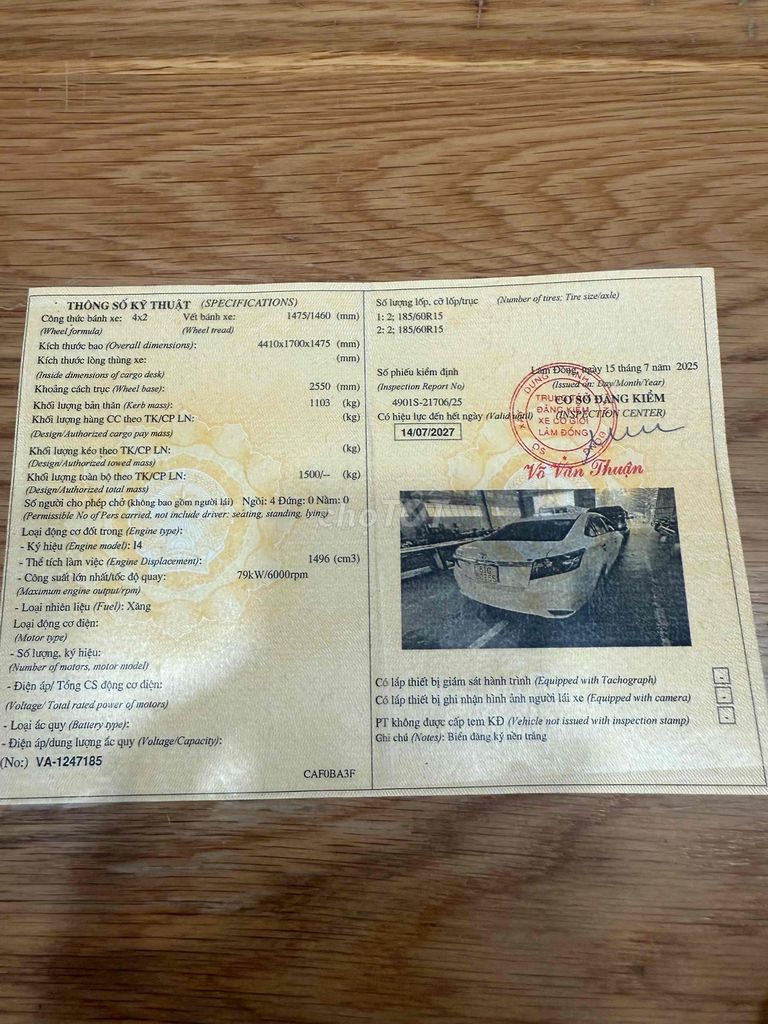 THÔNG SỐ KỸ THUẬT (SPECIFICATIONS)
Công thức bánh xe: 4x2 Vết bánh xe: 1475/1460 (mm)
(Wheel formula) (Wheel tread)
Kích thước bao (Overall dimensions): 4410x1700x1475 (mm)
Kích thước lòng thùng xe: (mm)
(Inside dimensions of cargo desk)
Khoảng cách trục (Wheel base): 2550 (mm)
Khối lượng bản thân (Kerb mass): 1103 (kg)
Khối lượng hàng CC theo TK/CP LN: (kg)
(Design/Authorized cargo pay mass)
Khối lượng kéo theo TK/CP LN: (kg)
(Design/Authorized towed mass)
Khối lượng toàn bộ theo TK/CP LN: 1500/-- (kg)
(Design/Authorized total mass)
Số người cho phép chở (không bao gồm người lái) Ngồi: 4 Đứng: 0 Nằm: 0
(Permissible No of Pers carried, not include driver: seating, standing, lying)
Loại động cơ đốt trong (Engine type):
- Ký hiệu (Engine model): I4
- Thể tích làm việc (Engine Displacement): 1496 (cm3)
- Công suất lớn nhất/tốc độ quay: 79kW/6000rpm
(Maximum engine output/rpm)
- Loại nhiên liệu (Fuel): Xăng
Loại động cơ điện:
(Motor type)
- Số lượng, ký hiệu:
(Number of motors, motor model)
- Điện áp/ Tổng CS động cơ điện:
(Voltage/ Total rated power of motors)
- Loại ắc quy (Battery type):
- Điện áp/dung lượng ắc quy (Voltage/Capacity):
(No:) VA-1247185
CAF0BA3F
Số lượng lốp, cỡ lốp/trục (Number of tires; Tire size/axle)
1: 2; 185/60R15
2: 2; 185/60R15
Số phiếu kiểm định
(Inspection Report No)
4901S-21706/25
Có hiệu lực đến hết ngày (Valid until)
14/07/2027
Lâm Đồng, ngày 15 tháng 7 năm 2025
(Issued on: Day/Month/Year)
CƠ SỞ ĐĂNG KIỂM
(INSPECTION CENTER)
ĐĂNG KIỂM
XE CƠ GIỚI
LÂM ĐỒNG
Võ Văn Thuận
Có lắp thiết bị giám sát hành trình (Equipped with Tachograph)
Có lắp thiết bị ghi nhận hình ảnh người lái xe (Equipped with camera)
PT không được cấp tem KĐ (Vehicle not issued with inspection stamp)
Ghi chú (Notes): Biển đăng ký nền trắng